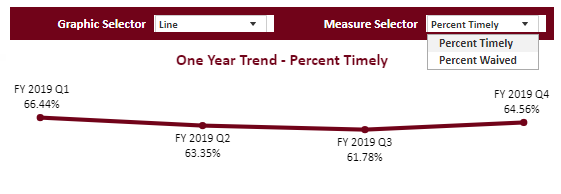 Graphic Selector Line Measure Selector Percent Timely
Percent Timely
Percent Waived
One Year Trend - Percent Timely
FY 2019 Q1
66.44%
FY 2019 Q2
63.35%
FY 2019 Q3
61.78%
FY 2019 Q4
64.56%